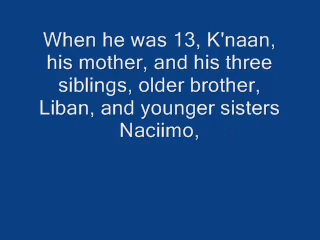 When he was 13, K'naan,
his mother, and his three
siblings, older brother,
Liban, and younger sisters
Naciimo,